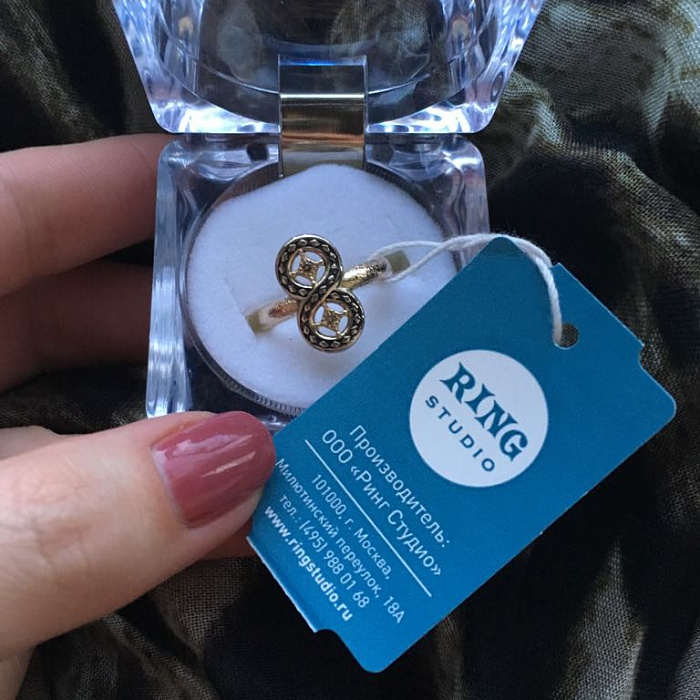 RING
STUDIO
Производитель:
ООО «Ринг Студио»
101000, г. Москва,
Милютинский переулок, 18А
тел.: (495) 988 01 68
www.ringstudio.ru